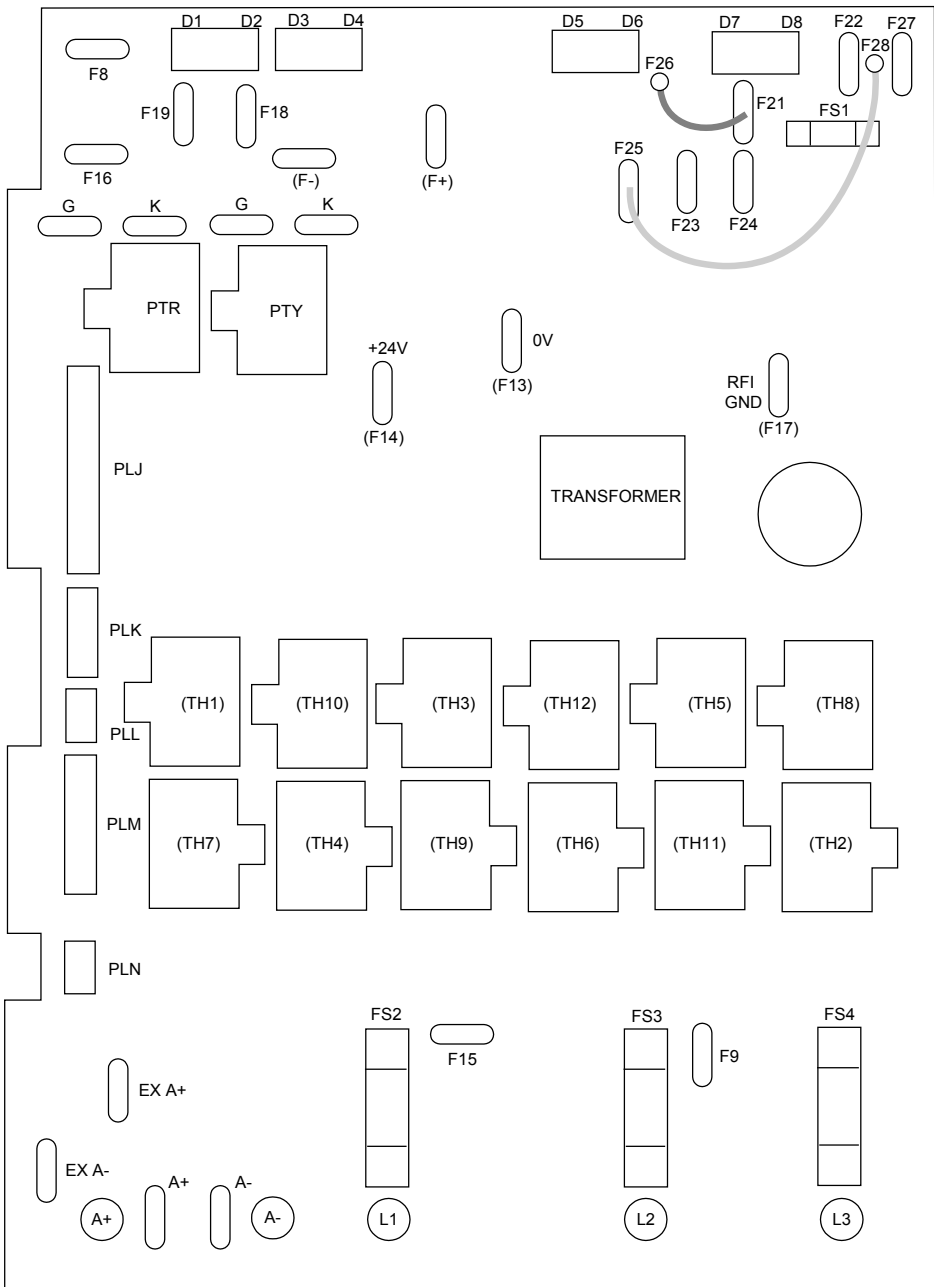 D1 D2 D3 D4 D5 D6 D7 D8 F22 F27
F8
F28
F26
F19 F18 F21 FS1
F25
F16 (F-) (F+)
G K G K F23 F24
PTR PTY
+24V 0V
(F13)
RFI
GND
(F14) (F17)
PLJ
TRANSFORMER
PLK
(TH1) (TH10) (TH3) (TH12) (TH5) (TH8)
PLL
PLM
(TH7) (TH4) (TH9) (TH6) (TH11) (TH2)
PLN
FS2 FS3 FS4
F15 F9
EX A+
EX A-
A+ A-
A+ A- L1 L2 L3